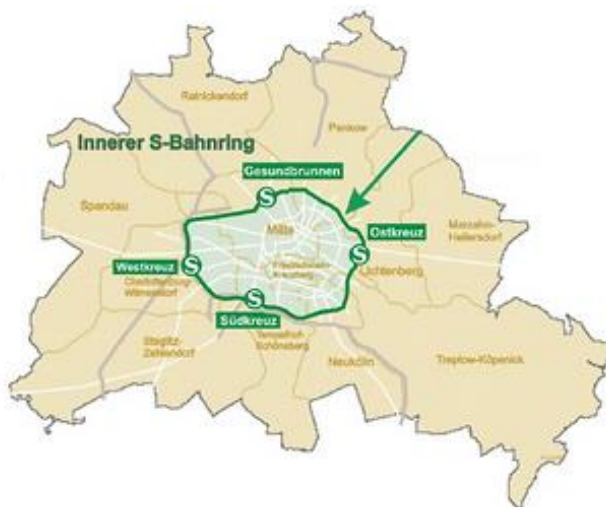 Reinickendorf
Pankow
Innerer S-Bahnring
Gesundbrunnen
S
Spandau
Mitte
Ostkreuz
Marzahn-
Hellersdorf
S
Westkreuz
S
Lichtenberg
Friedrichshain-
Kreuzberg
Charlottenburg-
Wilmersdorf
S
Südkreuz
Steglitz-
Zehlendorf
Tempelhof-
Schöneberg
Neukölln
Treptow-Köpenick